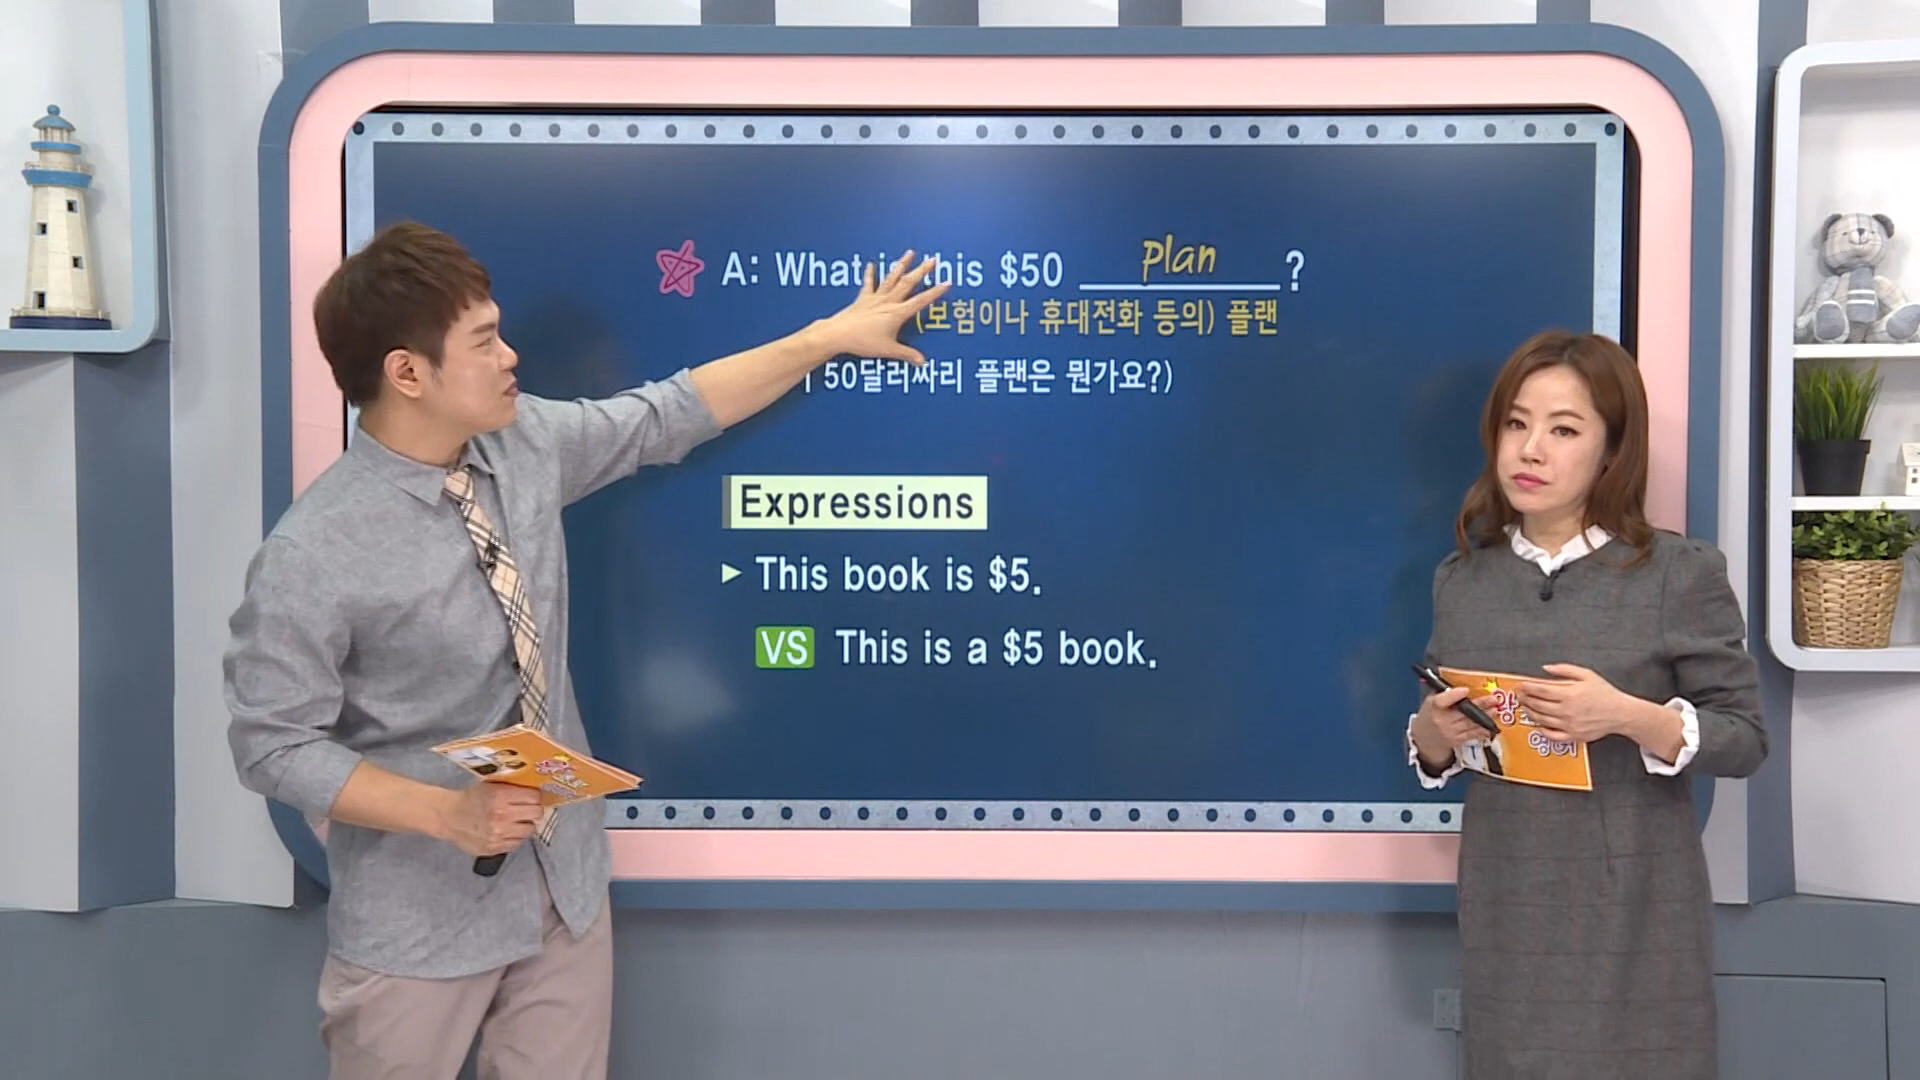 A: What is this $50 Plan ?
(보험이나 휴대전화 등의) 플랜
50달러짜리 플랜은 뭔가요?)
Expressions
▶ This book is $5.
VS This is a $5 book.
영어